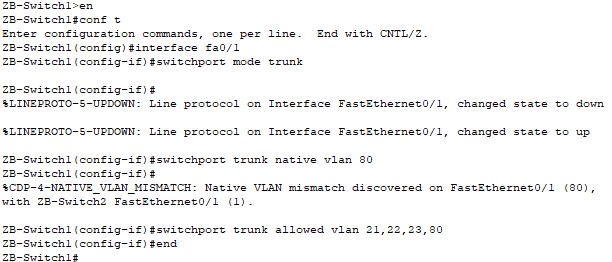 ZB-Switch1>en
ZB-Switch1#conf t
Enter configuration commands, one per line.  End with CNTL/Z.
ZB-Switch1(config)#interface fa0/1
ZB-Switch1(config-if)#switchport mode trunk
ZB-Switch1(config-if)#
%LINEPROTO-5-UPDOWN: Line protocol on Interface FastEthernet0/1, changed state to down
%LINEPROTO-5-UPDOWN: Line protocol on Interface FastEthernet0/1, changed state to up
ZB-Switch1(config-if)#switchport trunk native vlan 80
ZB-Switch1(config-if)#
%CDP-4-NATIVE_VLAN_MISMATCH: Native VLAN mismatch discovered on FastEthernet0/1 (80),
with ZB-Switch2 FastEthernet0/1 (1).
ZB-Switch1(config-if)#switchport trunk allowed vlan 21,22,23,80
ZB-Switch1(config-if)#end
ZB-Switch1#